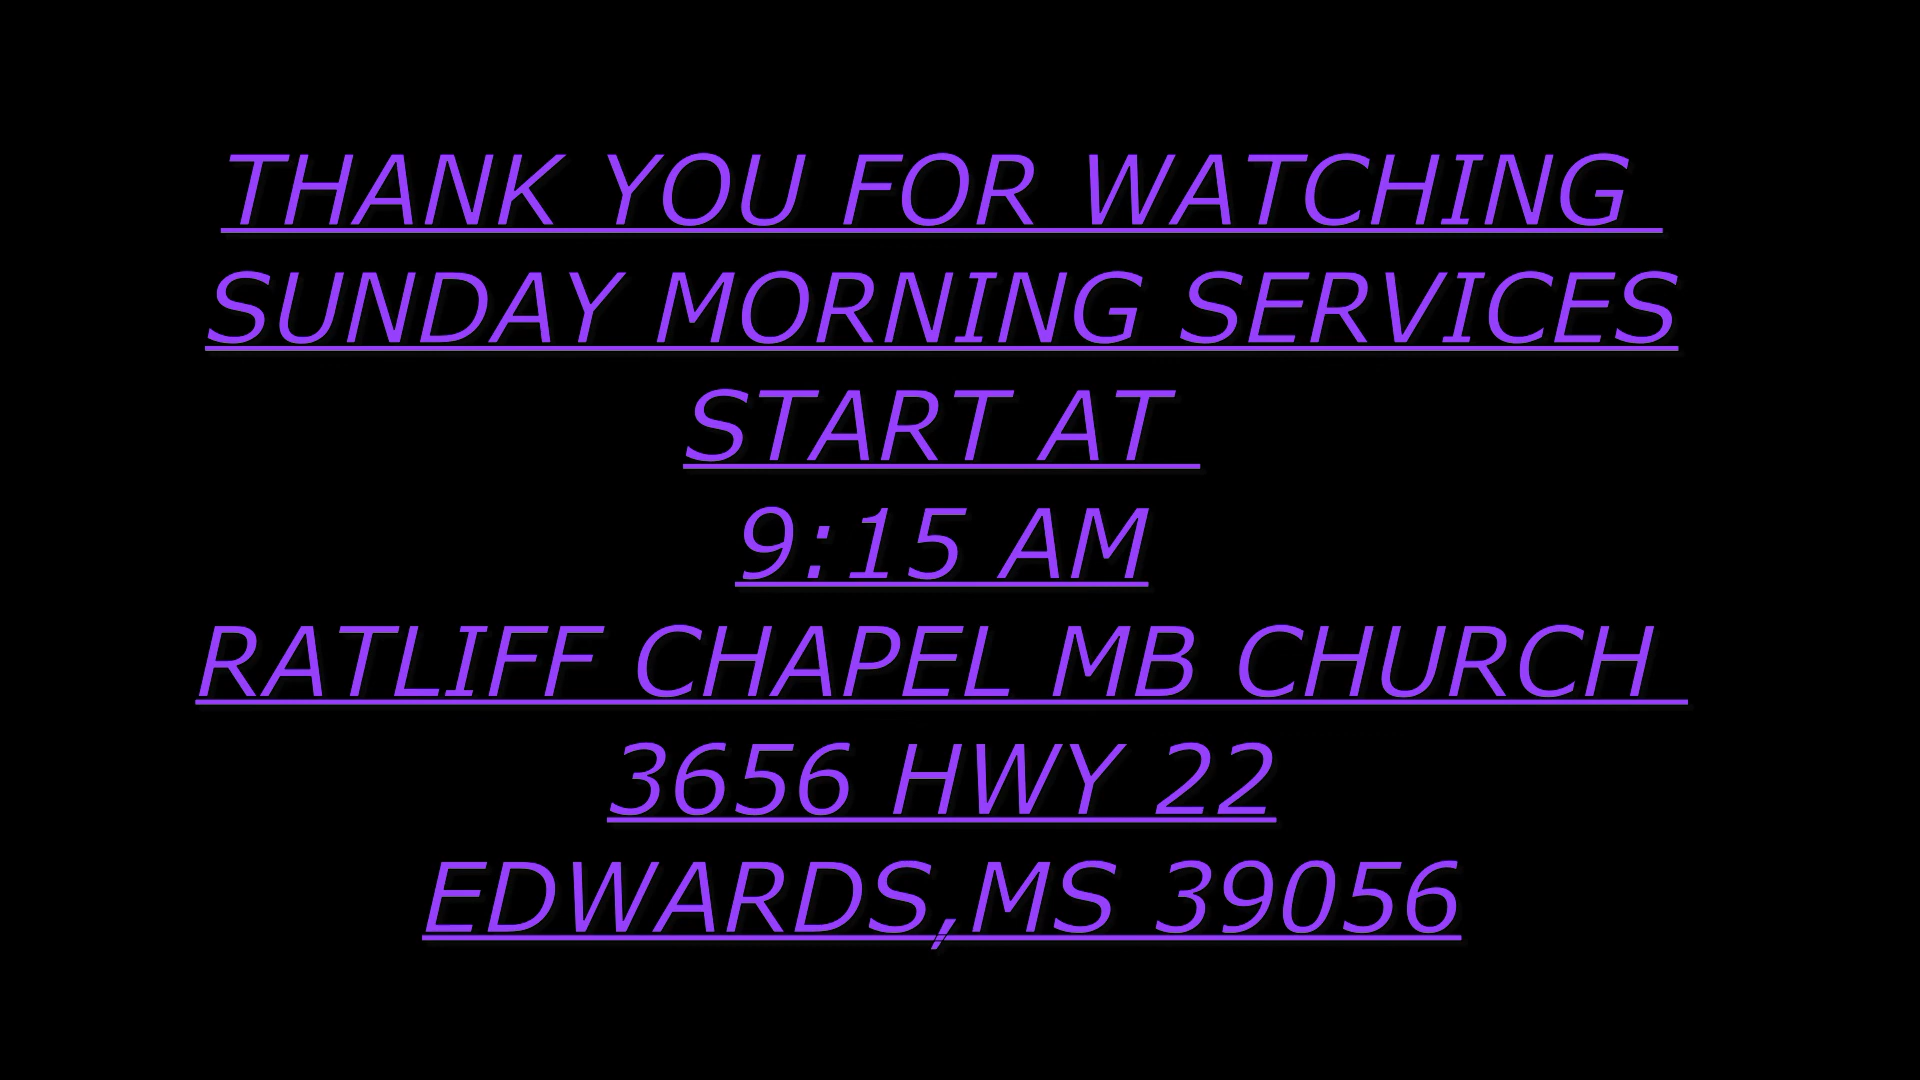 THANK YOU FOR WATCHING
SUNDAY MORNING SERVICES
START AT
9:15 AM
RATLIFF CHAPEL MB CHURCH
3656 HWY 22
EDWARDS,MS 39056